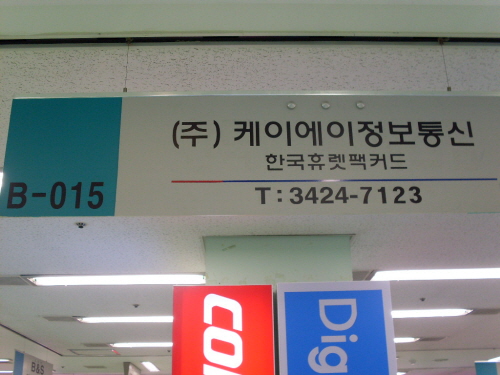 (주) 케이에이정보통신
한국휴렛팩커드
B-015
T:3424-7123
Dig
B&S